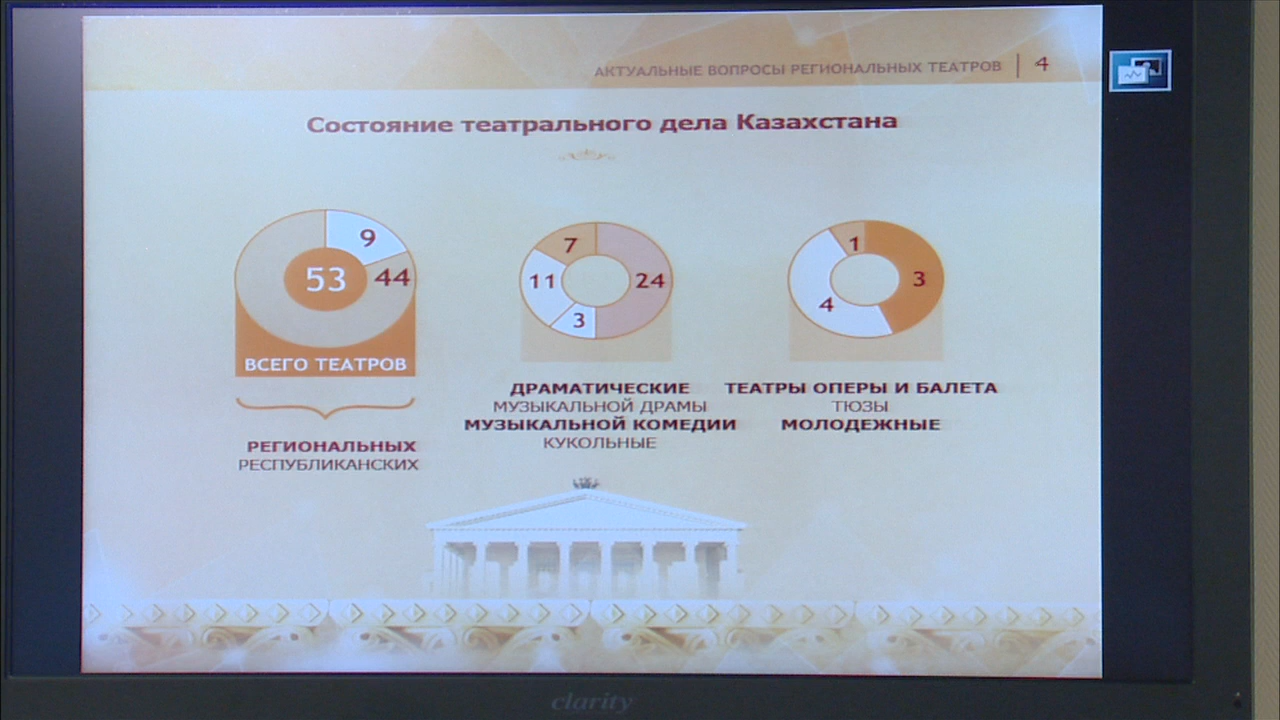 АКТУАЛЬНЫЕ ВОПРОСЫ РЕГИОНАЛЬНЫХ ТЕАТРОВ | 4
Состояние театрального дела Казахстана
9
53
44
ВСЕГО ТЕАТРОВ
РЕГИОНАЛЬНЫХ
РЕСПУБЛИКАНСКИХ
7
11
24
3
ДРАМАТИЧЕСКИЕ
МУЗЫКАЛЬНОЙ ДРАМЫ
МУЗЫКАЛЬНОЙ КОМЕДИИ
КУКОЛЬНЫЕ
1
3
4
ТЕАТРЫ ОПЕРЫ И БАЛЕТА
ТЮЗЫ
МОЛОДЕЖНЫЕ
clarity